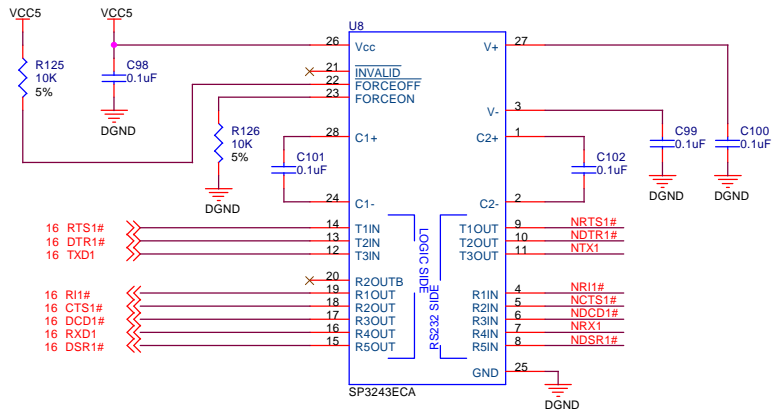 VCC5
VCC5
U8
R125
10K
5%
C98
0.1uF
DGND
26
Vcc
V+
27
21
INVALID
22
FORCEOFF
23
FORCEON
V-
3
R126
10K
5%
DGND
28
C1+
C2+
1
C101
0.1uF
C102
0.1uF
C99
0.1uF
C100
0.1uF
DGND
DGND
24
C1-
C2-
2
16 RTS1#
14
T1IN
T1OUT
9
NRTS1#
16 DTR1#
13
T2IN
T2OUT
10
NDTR1#
16 TXD1
12
T3IN
T3OUT
11
NTX1
LOGIC SIDE
RS232 SIDE
20
R2OUTB
16 RI1#
19
R1OUT
R1IN
4
NRI1#
16 CTS1#
18
R2OUT
R2IN
5
NCTS1#
16 DCD1#
17
R3OUT
R3IN
6
NDCD1#
16 RXD1
16
R4OUT
R4IN
7
NRX1
16 DSR1#
15
R5OUT
R5IN
8
NDSR1#
GND
25
SP3243ECA
DGND